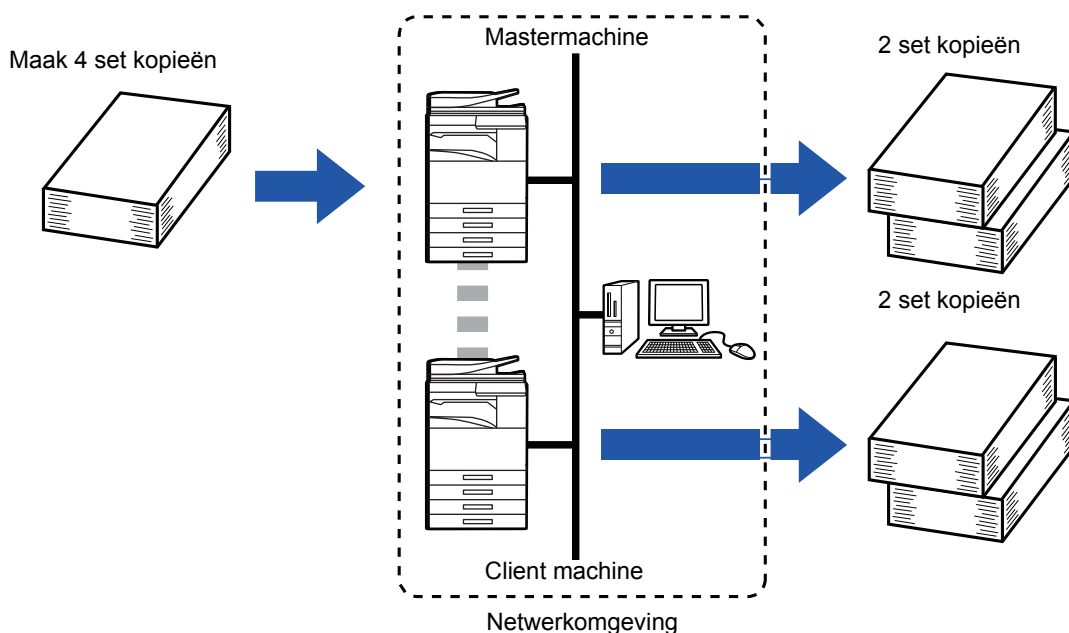 Maak 4 set kopieën
Mastermachine
2 set kopieën
2 set kopieën
Client machine
Netwerkomgeving